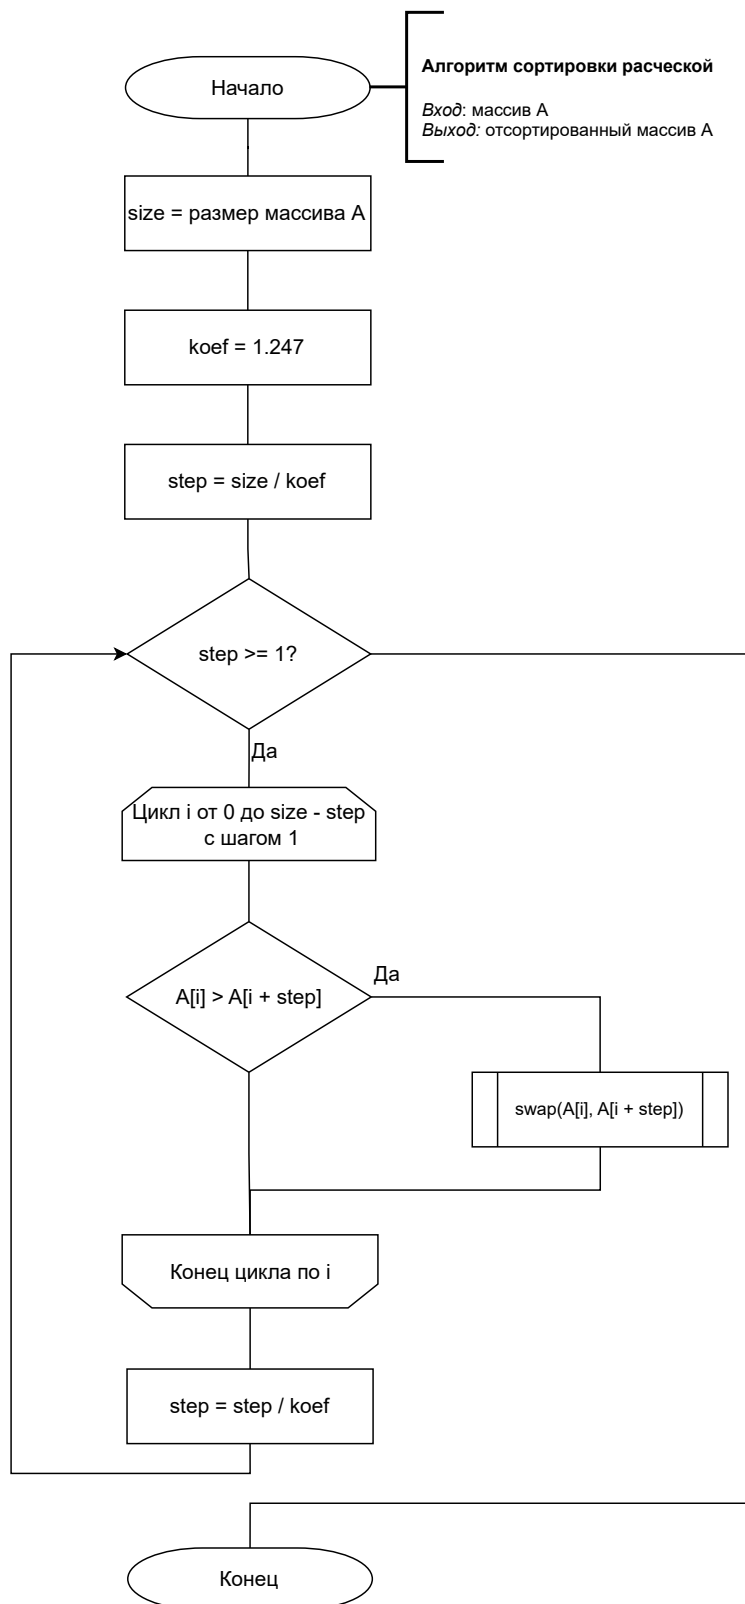 Начало
Алгоритм сортировки расческой
Вход: массив A
Выход: отсортированный массив A
size = размер массива A
koef = 1.247
step = size / koef
step >= 1?
Да
Цикл i от 0 до size - step
с шагом 1
A[i] > A[i + step]
Да
swap(A[i], A[i + step])
Конец цикла по i
step = step / koef
Конец